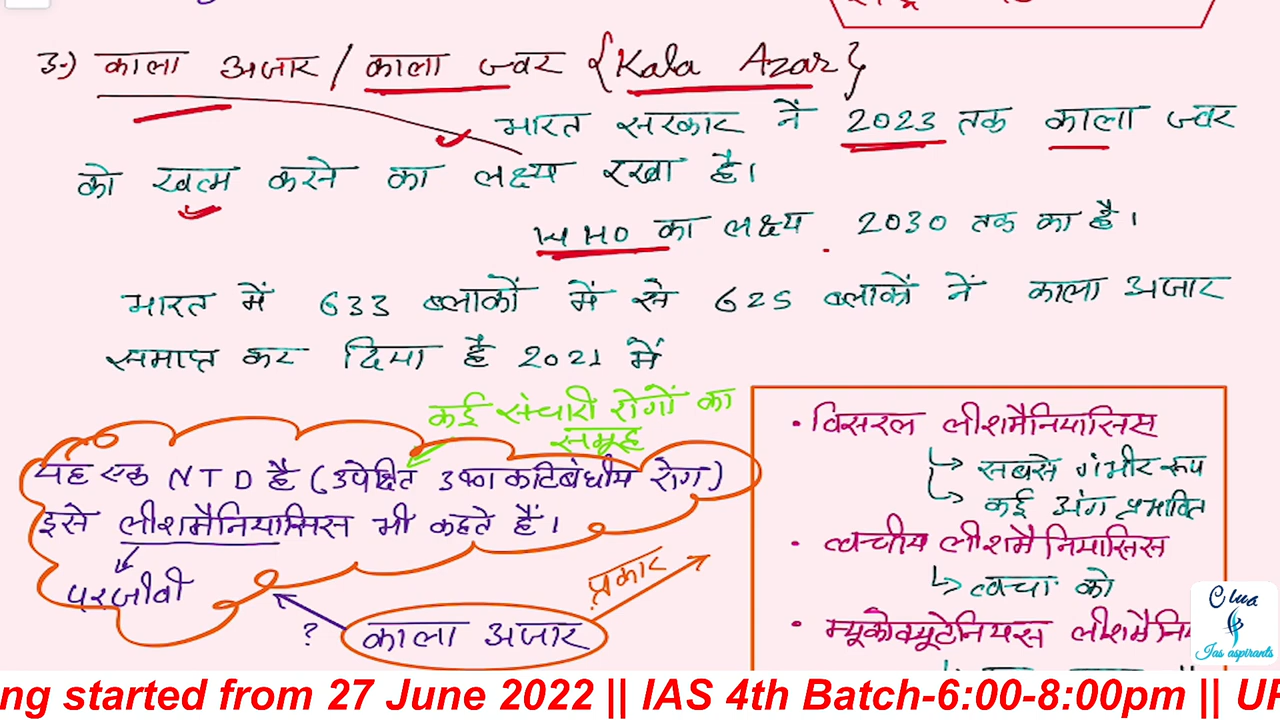 3-) काला अजार / काला ज्वर {Kala Azar}
भारत सरकार नें 2023 तक काला ज्वर
को खत्म करने का लक्ष्य रखा है।
WHO का लक्ष्य 2030 तक का है।
भारत में 633 ब्लाकों में से 625 ब्लाकों नें काला अजार
समाप्त कर दिया है 2021 में
कई संचारी रोगों का
समूह
यह एक NTD है (उपेक्षित उष्णकटिबंधीय रोग)
इसे लीशमैनियासिस भी कहते हैं।
परजीवी
काला अजार
?
प्रकार
• विसरल लीशमैनियासिस
सबसे गंभीर रूप
कई अंग प्रभावित
• त्वचीय लीशमैनियासिस
त्वचा को
• म्यूकोक्यूटेनियस
Clua
Ias aspirants
ng started from 27 June 2022 || IAS 4th Batch-6:00-8:00pm ||